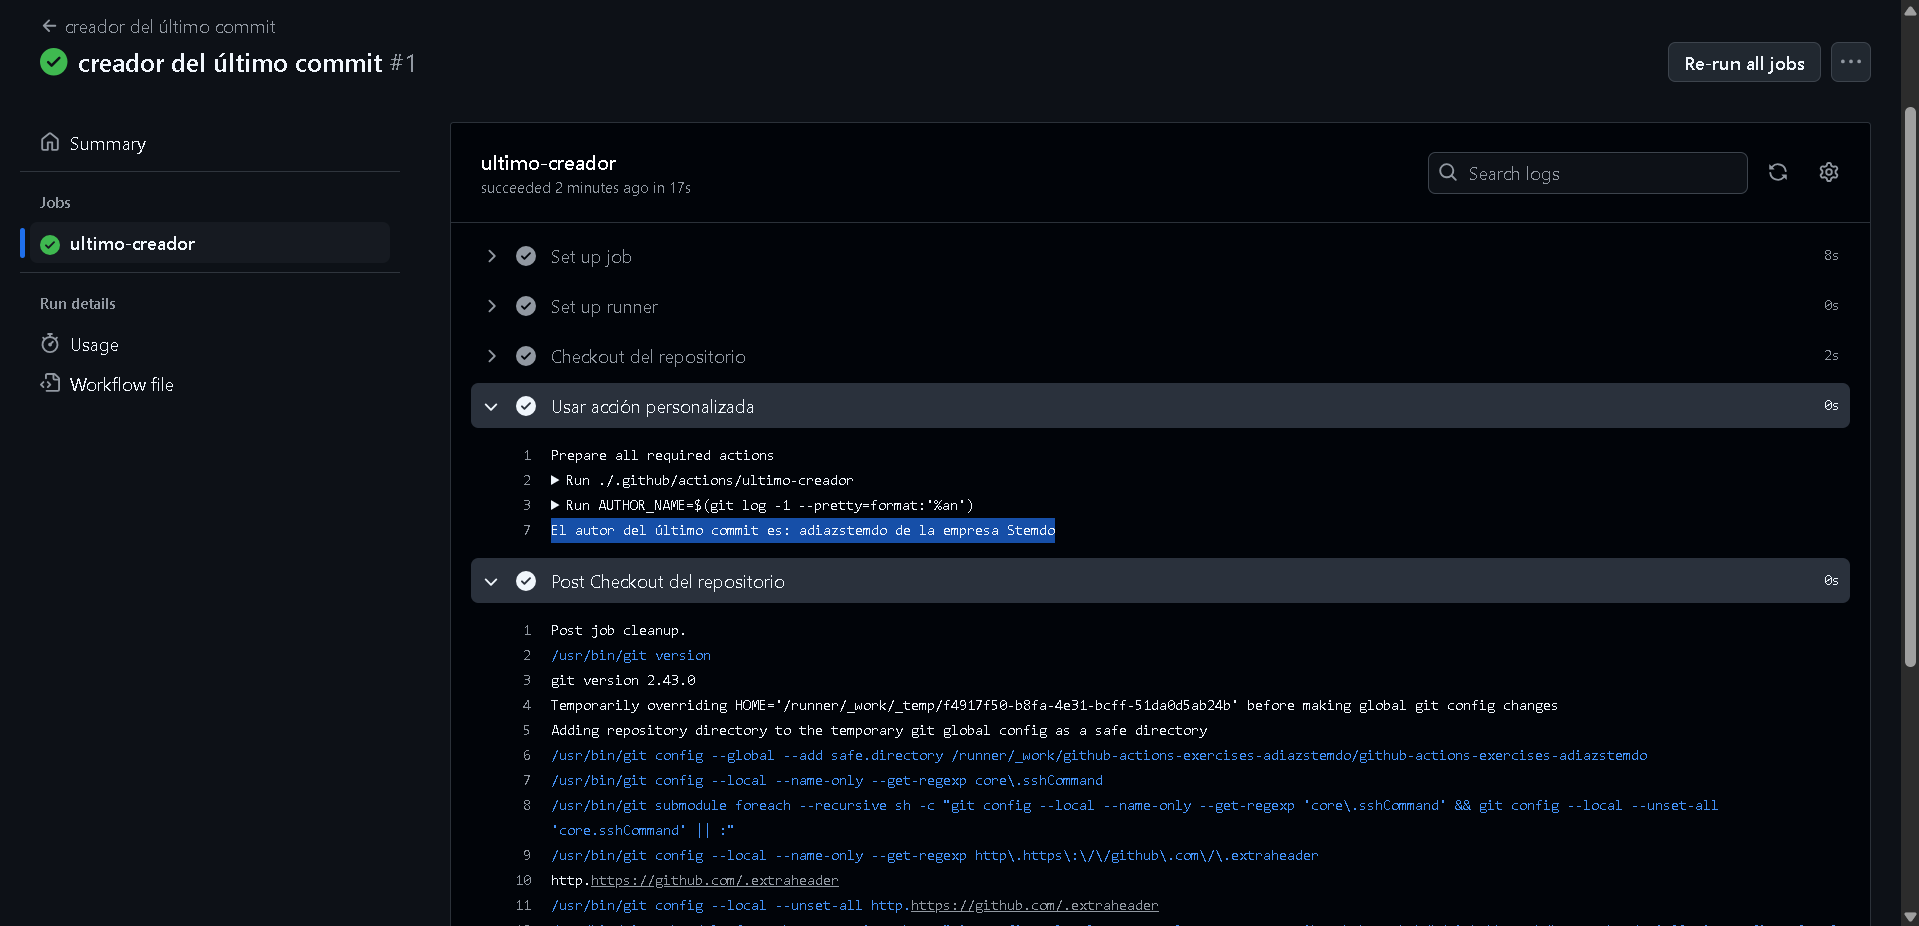 creador del último commit
creador del último commit #1
Re-run all jobs
Summary
Jobs
ultimo-creador
Run details
Usage
Workflow file
ultimo-creador
succeeded 2 minutes ago in 17s
Search logs
Set up job 8s
Set up runner 0s
Checkout del repositorio 2s
Usar acción personalizada 0s
1 Prepare all required actions
2 Run ./.github/actions/ultimo-creador
3 Run AUTHOR_NAME=$(git log -1 --pretty=format:'%an')
7 El autor del último commit es: adiazstemdo de la empresa Stemdo
Post Checkout del repositorio 0s
1 Post job cleanup.
2 /usr/bin/git version
3 git version 2.43.0
4 Temporarily overriding HOME='/runner/_work/_temp/f4917f50-b8fa-4e31-bcff-51da0d5ab24b' before making global git config changes
5 Adding repository directory to the temporary git global config as a safe directory
6 /usr/bin/git config --global --add safe.directory /runner/_work/github-actions-exercises-adiazstemdo/github-actions-exercises-adiazstemdo
7 /usr/bin/git config --local --name-only --get-regexp core\.sshCommand
8 /usr/bin/git submodule foreach --recursive sh -c "git config --local --name-only --get-regexp 'core\.sshCommand' && git config --local --unset-all
'core.sshCommand' || :"
9 /usr/bin/git config --local --name-only --get-regexp http\.https\:\/\/github\.com\/\.extraheader
10 http.https://github.com/.extraheader
11 /usr/bin/git config --local --unset-all http.https://github.com/.extraheader